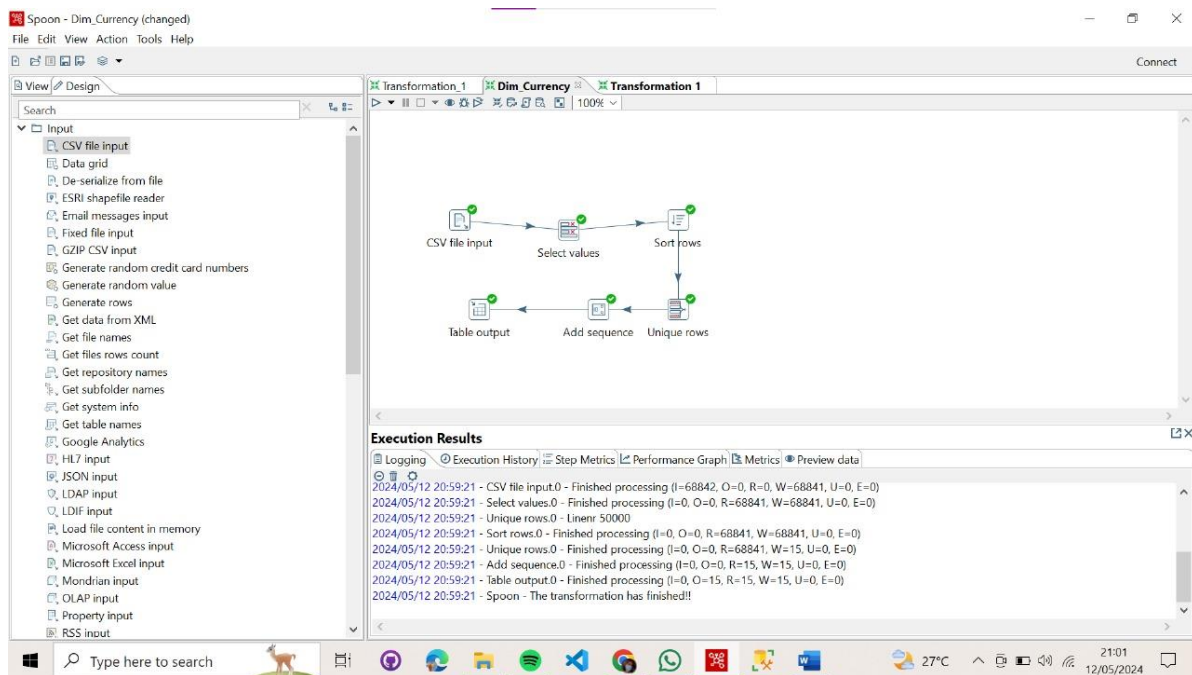 Spoon - Dim_Currency (changed)
File Edit View Action Tools Help
Connect
View Design
Search
Input
CSV file input
Data grid
De-serialize from file
ESRI shapefile reader
Email messages input
Fixed file input
GZIP CSV input
Generate random credit card numbers
Generate random value
Generate rows
Get data from XML
Get file names
Get files rows count
Get repository names
Get subfolder names
Get system info
Get table names
Google Analytics
HL7 input
JSON input
LDAP input
LDIF input
Load file content in memory
Microsoft Access input
Microsoft Excel input
Mondrian input
OLAP input
Property input
RSS input
Transformation_1 Dim_Currency Transformation 1
100%
CSV file input
Select values
Sort rows
Table output
Add sequence
Unique rows
Execution Results
Logging Execution History Step Metrics Performance Graph Metrics Preview data
2024/05/12 20:59:21 - CSV file input.0 - Finished processing (I=68842, O=0, R=0, W=68841, U=0, E=0)
2024/05/12 20:59:21 - Select values.0 - Finished processing (I=0, O=0, R=68841, W=68841, U=0, E=0)
2024/05/12 20:59:21 - Unique rows.0 - Linenr 50000
2024/05/12 20:59:21 - Sort rows.0 - Finished processing (I=0, O=0, R=68841, W=68841, U=0, E=0)
2024/05/12 20:59:21 - Unique rows.0 - Finished processing (I=0, O=0, R=68841, W=15, U=0, E=0)
2024/05/12 20:59:21 - Add sequence.0 - Finished processing (I=0, O=0, R=15, W=15, U=0, E=0)
2024/05/12 20:59:21 - Table output.0 - Finished processing (I=0, O=15, R=15, W=15, U=0, E=0)
2024/05/12 20:59:21 - Spoon - The transformation has finished!!
Type here to search
27°C
21:01
12/05/2024